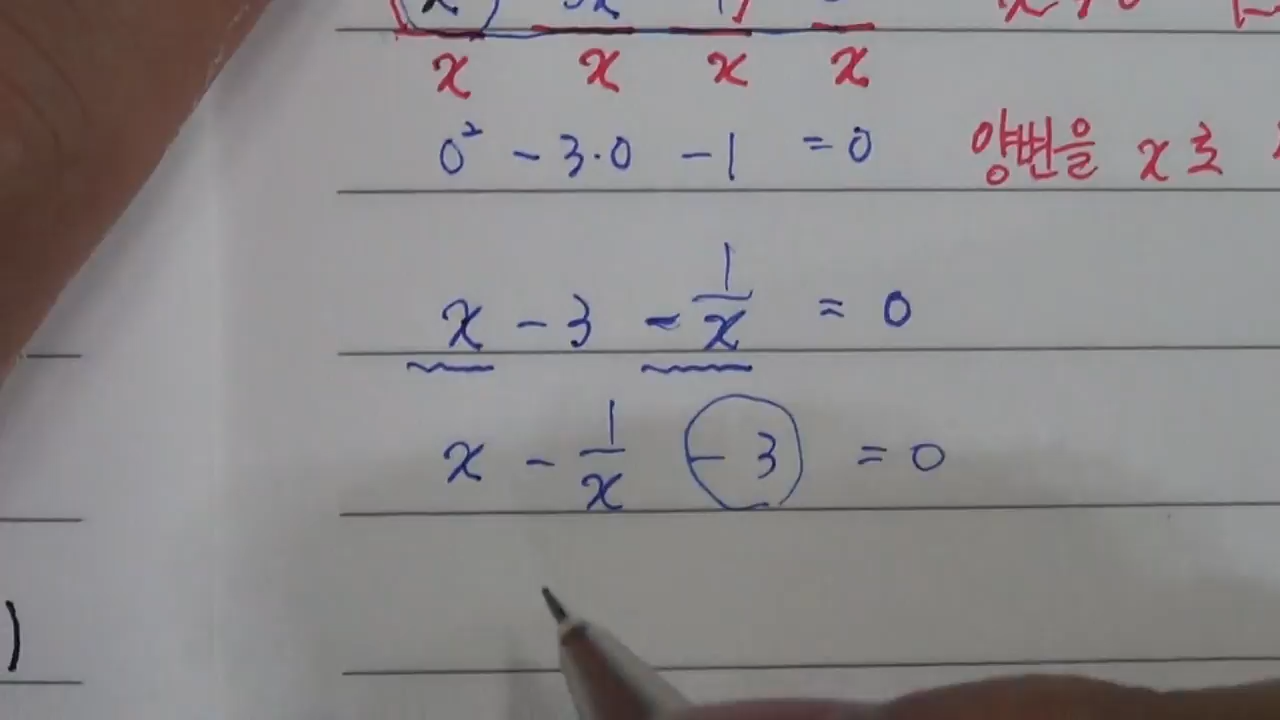 x x x x
0² - 3·0 - 1 = 0 양변을 x로
x - 3 - 1/x = 0
x - 1/x - 3 = 0
)